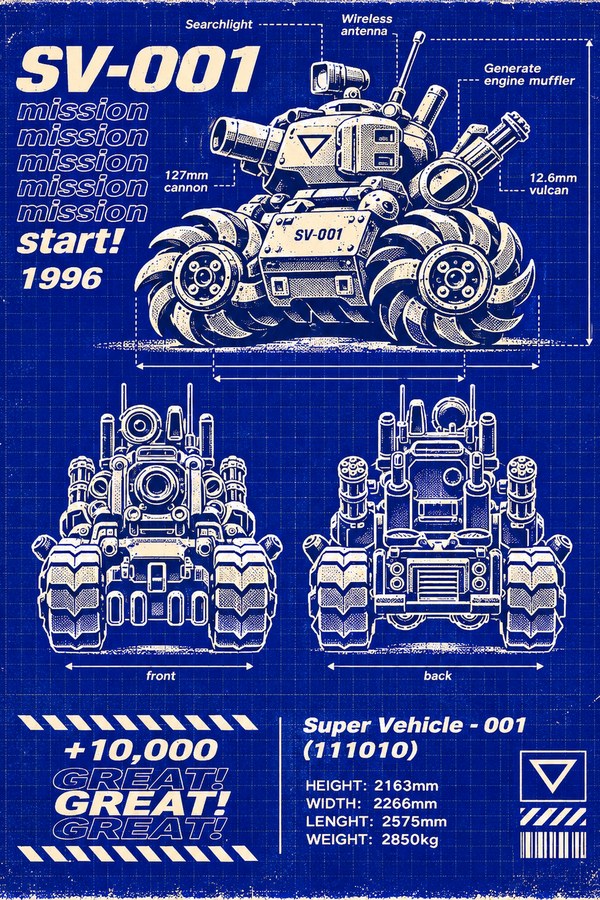 SV-001
mission
mission
mission
mission
mission
start!
1996
Searchlight
Wireless
antenna
Generate
engine muffler
127mm
cannon
12.6mm
vulcan
SV-001
front
back
+10,000
GREAT!
GREAT!
GREAT!
Super Vehicle - 001
(111010)
HEIGHT: 2163mm
WIDTH: 2266mm
LENGHT: 2575mm
WEIGHT: 2850kg